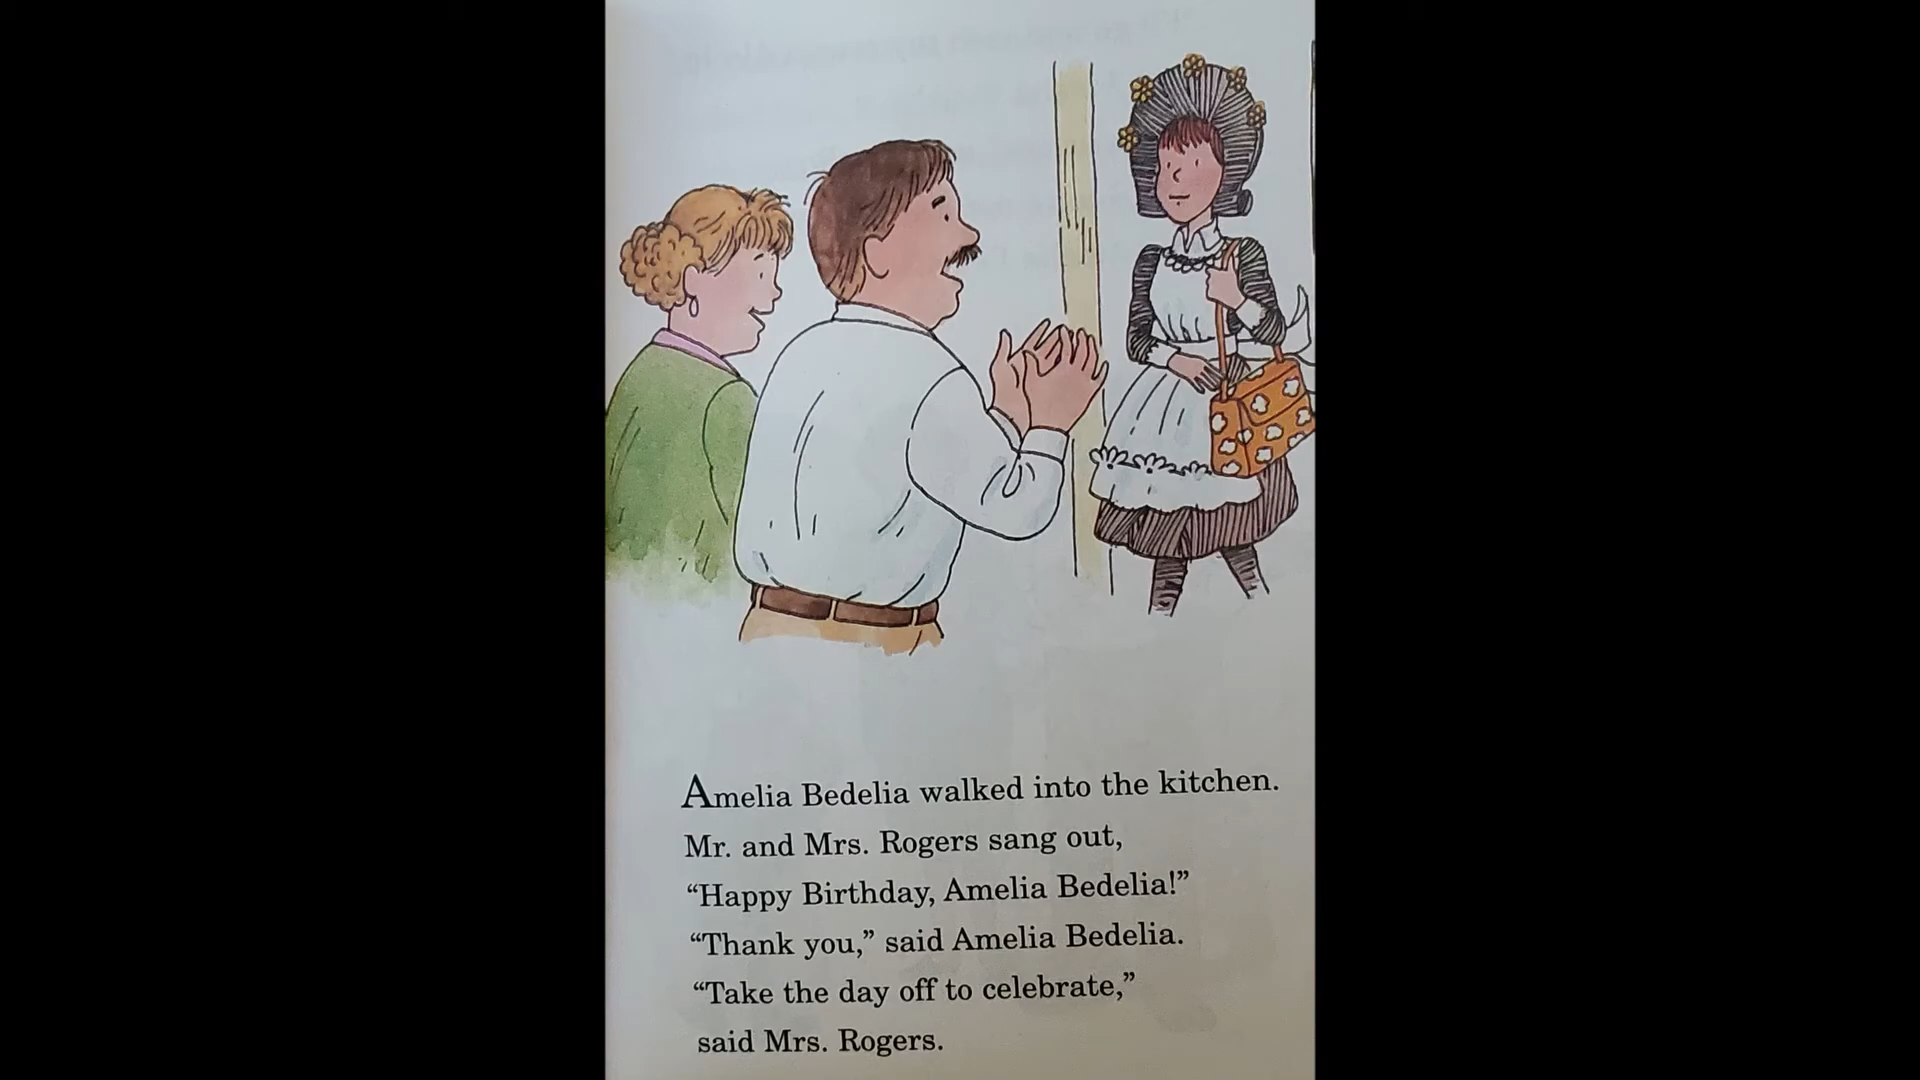 Amelia Bedelia walked into the kitchen.
Mr. and Mrs. Rogers sang out,
“Happy Birthday, Amelia Bedelia!”
“Thank you,” said Amelia Bedelia.
“Take the day off to celebrate,”
said Mrs. Rogers.